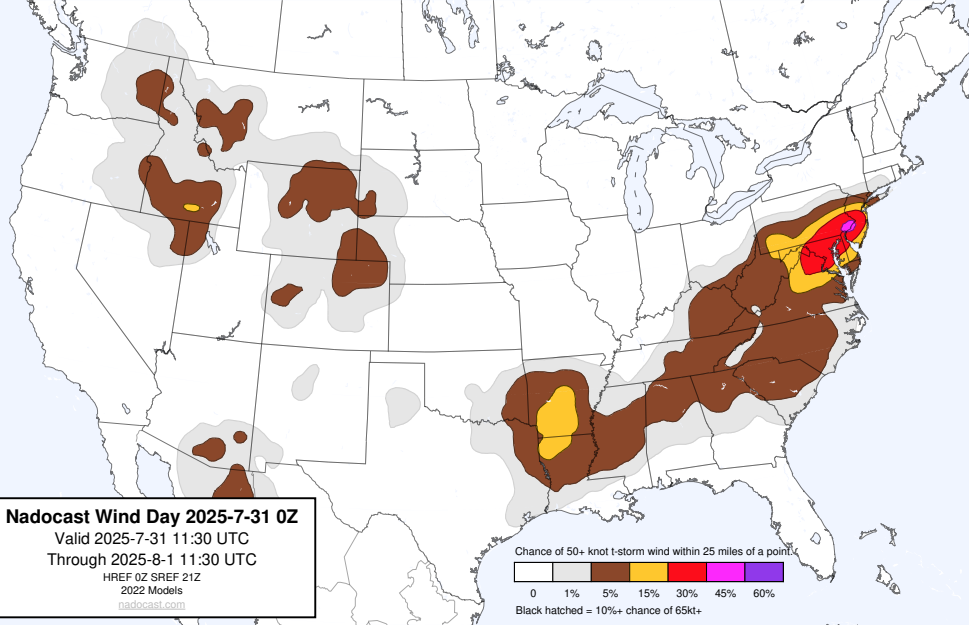 Nadocast Wind Day 2025-7-31 0Z
Valid 2025-7-31 11:30 UTC
Through 2025-8-1 11:30 UTC
HREF 0Z SREF 21Z
2022 Models
nadocast.com
Chance of 50+ knot t-storm wind within 25 miles of a point.
0 1% 5% 15% 30% 45% 60%
Black hatched = 10%+ chance of 65kt+